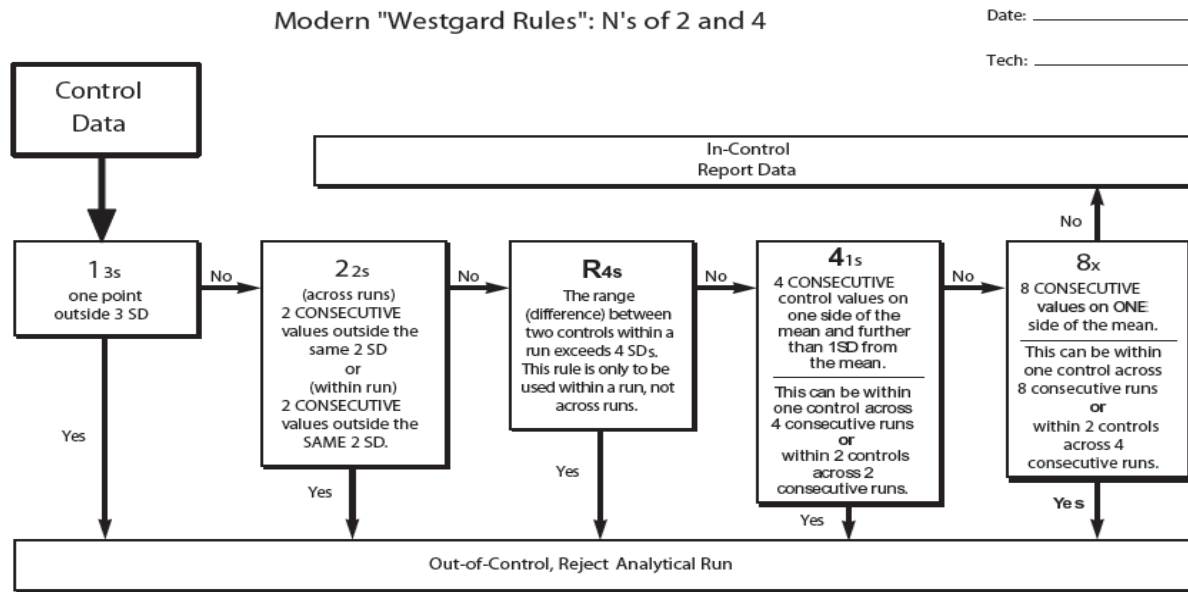 Modern "Westgard Rules": N's of 2 and 4
Date:
Tech:
Control
Data
In-Control
Report Data
1 3s
one point
outside 3 SD
No
Yes
2 2s
(across runs)
2 CONSECUTIVE
values outside the
same 2 SD
or
(within run)
2 CONSECUTIVE
values outside the
SAME 2 SD.
No
Yes
R4s
The range
(difference) between
two controls within a
run exceeds 4 SDs.
This rule is only to be
used within a run, not
across runs.
No
Yes
41s
4 CONSECUTIVE
control values on
one side of the
mean and further
than 1SD from
the mean.
This can be within
one control across
4 consecutive runs
or
within 2 controls
across 2
consecutive runs.
No
Yes
8x
8 CONSECUTIVE
values on ONE
side of the mean.
This can be within
one control across
8 consecutive runs
or
within 2 controls
across 4
consecutive runs.
No
Yes
Out-of-Control, Reject Analytical Run